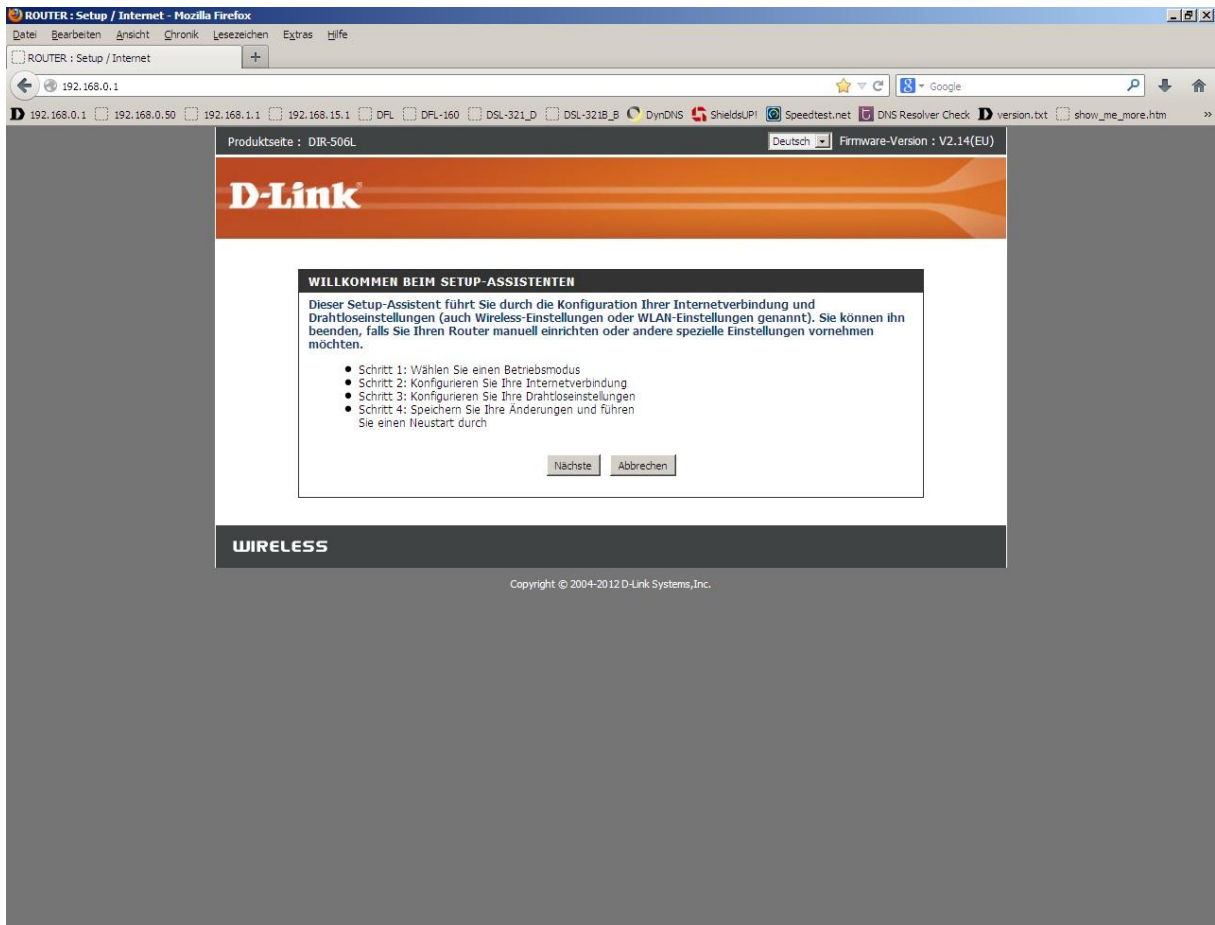 ROUTER : Setup / Internet - Mozilla Firefox
Datei Bearbeiten Ansicht Chronik Lesezeichen Extras Hilfe
ROUTER : Setup / Internet +
192.168.0.1 Google
192.168.0.1 192.168.0.50 192.168.1.1 192.168.15.1 DFL DFL-160 DSL-321_D DSL-321B_B DynDNS ShieldsUP! Speedtest.net DNS Resolver Check version.txt show_me_more.htm »
Produktseite : DIR-506L Deutsch Firmware-Version : V2.14(EU)
D-Link
WILLKOMMEN BEIM SETUP-ASSISTENTEN
Dieser Setup-Assistent führt Sie durch die Konfiguration Ihrer Internetverbindung und
Drahtloseinstellungen (auch Wireless-Einstellungen oder WLAN-Einstellungen genannt). Sie können ihn
beenden, falls Sie Ihren Router manuell einrichten oder andere spezielle Einstellungen vornehmen
möchten.
• Schritt 1: Wählen Sie einen Betriebsmodus
• Schritt 2: Konfigurieren Sie Ihre Internetverbindung
• Schritt 3: Konfigurieren Sie Ihre Drahtloseinstellungen
• Schritt 4: Speichern Sie Ihre Änderungen und führen
Sie einen Neustart durch
Nächste Abbrechen
WIRELESS
Copyright © 2004-2012 D-Link Systems,Inc.